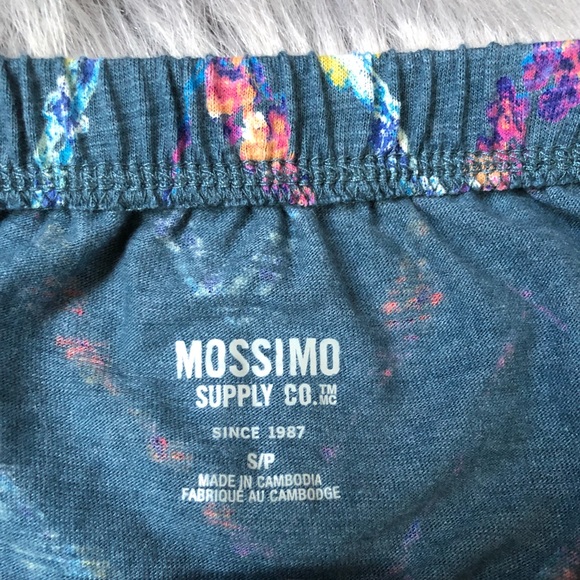 MOSSIMO
SUPPLY CO.™ MC
SINCE 1987
S/P
MADE IN CAMBODIA
FABRIQUÉ AU CAMBODGE